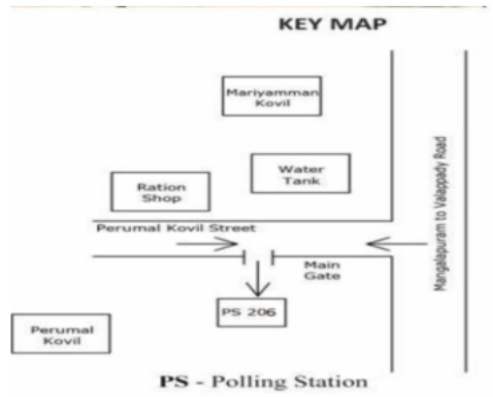 KEY MAP
Mariyamman
Kovil
Water
Tank
Ration
Shop
Perumal Kovil Street
Mangalapuram to Valappady Road
Main
Gate
PS 206
Perumal
Kovil
PS - Polling Station